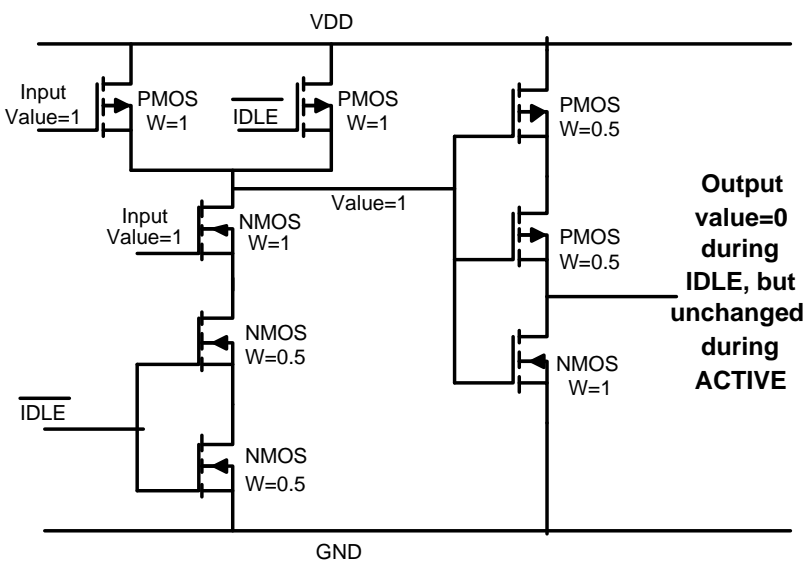 VDD
Input
Value=1
PMOS
W=1
IDLE
PMOS
W=1
PMOS
W=0.5
Input
Value=1
NMOS
W=1
Value=1
PMOS
W=0.5
Output
value=0
during
IDLE, but
unchanged
during
ACTIVE
NMOS
W=0.5
NMOS
W=1
IDLE
NMOS
W=0.5
GND